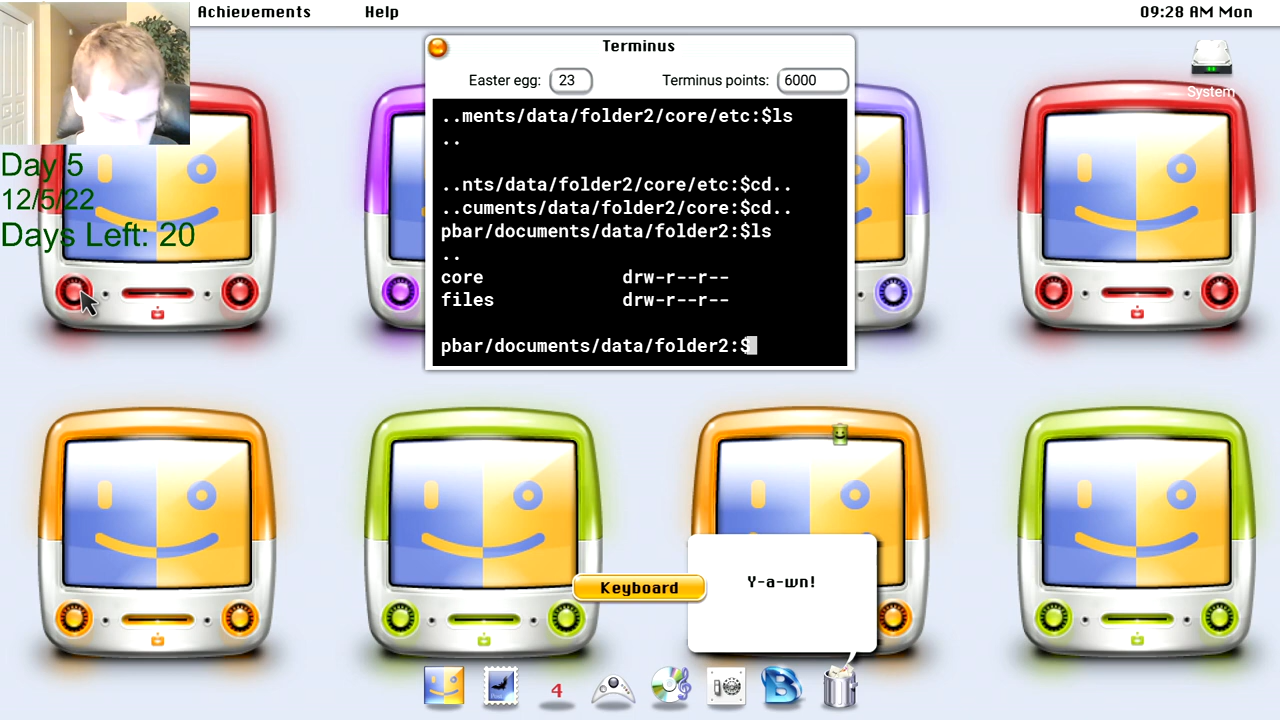 Achievements Help 09:28 AM Mon
Terminus
Easter egg: 23 Terminus points: 6000
System
..ments/data/folder2/core/etc:$ls
..
..nts/data/folder2/core/etc:$cd..
..cuments/data/folder2/core:$cd..
pbar/documents/data/folder2:$ls
..
core drw-r--r--
files drw-r--r--
pbar/documents/data/folder2:$
Day 5
12/5/22
Days Left: 20
Y-a-wn!
Keyboard
4
B